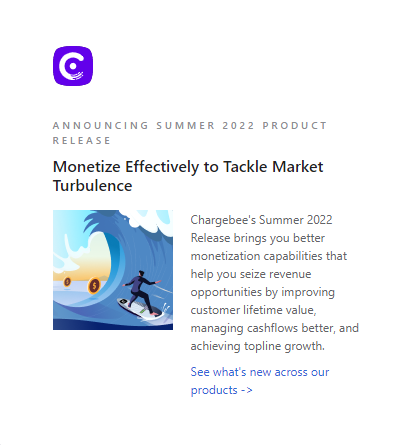 ANNOUNCING SUMMER 2022 PRODUCT
RELEASE
Monetize Effectively to Tackle Market
Turbulence
Chargebee's Summer 2022
Release brings you better
monetization capabilities that
help you seize revenue
opportunities by improving
customer lifetime value,
managing cashflows better, and
achieving topline growth.
See what's new across our
products ->